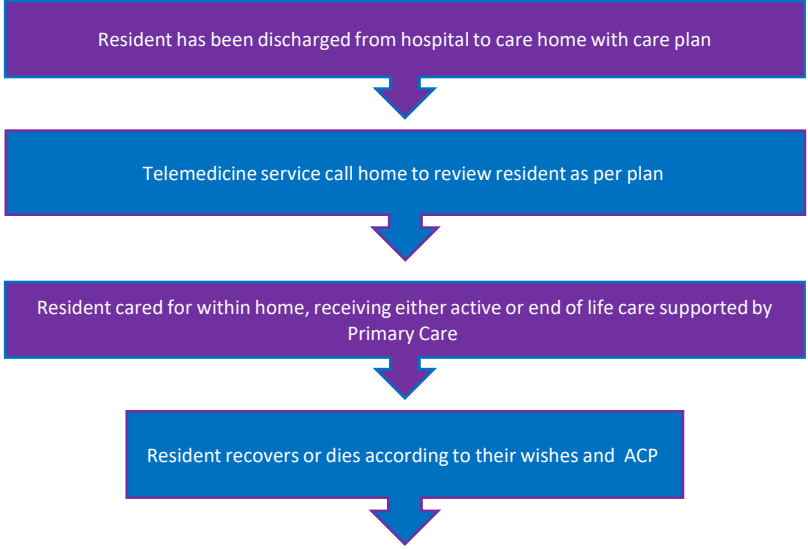 Resident has been discharged from hospital to care home with care plan
Telemedicine service call home to review resident as per plan
Resident cared for within home, receiving either active or end of life care supported by
Primary Care
Resident recovers or dies according to their wishes and  ACP